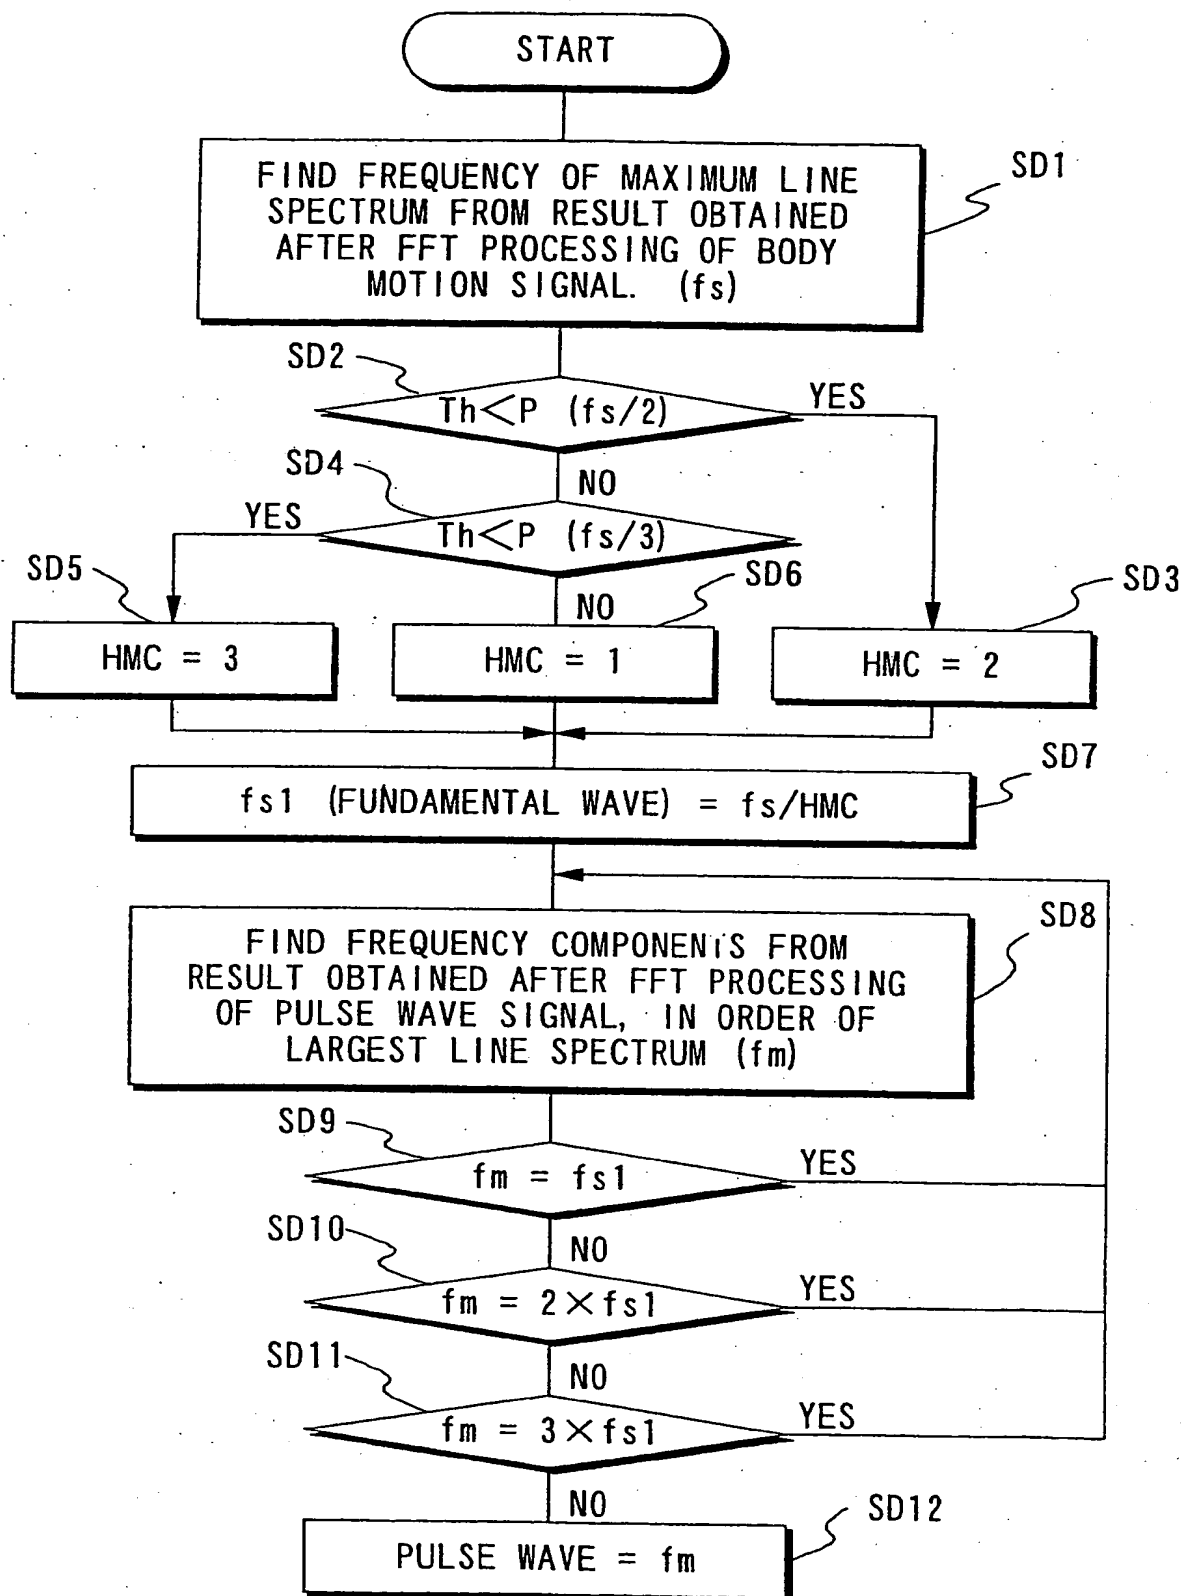 START
FIND FREQUENCY OF MAXIMUM LINE
SPECTRUM FROM RESULT OBTAINED
AFTER FFT PROCESSING OF BODY
MOTION SIGNAL. (fs)
SD1
SD2
Th<P (fs/2)
YES
NO
SD4
YES
Th<P (fs/3)
NO
SD5
SD6
SD3
HMC = 3
HMC = 1
HMC = 2
SD7
fs1 (FUNDAMENTAL WAVE) = fs/HMC
SD8
FIND FREQUENCY COMPONENTS FROM
RESULT OBTAINED AFTER FFT PROCESSING
OF PULSE WAVE SIGNAL, IN ORDER OF
LARGEST LINE SPECTRUM (fm)
SD9
fm = fs1
YES
NO
SD10
fm = 2×fs1
YES
NO
SD11
fm = 3×fs1
YES
NO
SD12
PULSE WAVE = fm